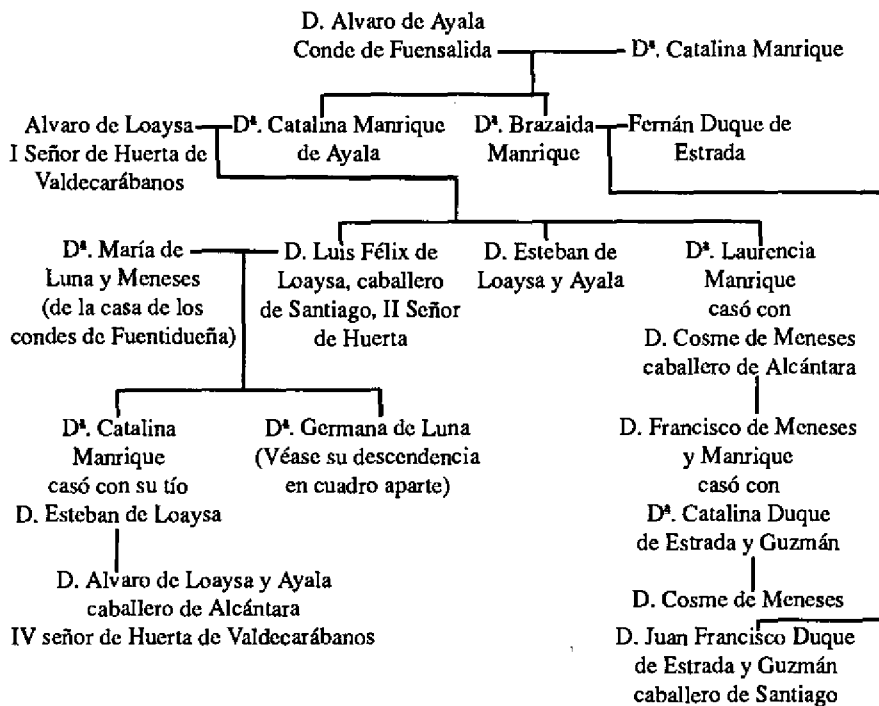 D. Alvaro de Ayala
Conde de Fuensalida
Dª. Catalina Manrique
Alvaro de Loaysa
I Señor de Huerta de
Valdecarábanos
Dª. Catalina Manrique
de Ayala
Dª. Brazaida
Manrique
Fernán Duque de
Estrada
Dª. María de
Luna y Meneses
(de la casa de los
condes de Fuentidueña)
D. Luis Félix de
Loaysa, caballero
de Santiago, II Señor
de Huerta
D. Esteban de
Loaysa y Ayala
Dª. Laurencia
Manrique
casó con
D. Cosme de Meneses
caballero de Alcántara
Dª. Catalina
Manrique
casó con su tío
D. Esteban de Loaysa
Dª. Germana de Luna
(Véase su descendencia
en cuadro aparte)
D. Francisco de Meneses
y Manrique
casó con
Dª. Catalina Duque
de Estrada y Guzmán
D. Alvaro de Loaysa y Ayala
caballero de Alcántara
IV señor de Huerta de Valdecarábanos
D. Cosme de Meneses
D. Juan Francisco Duque
de Estrada y Guzmán
caballero de Santiago